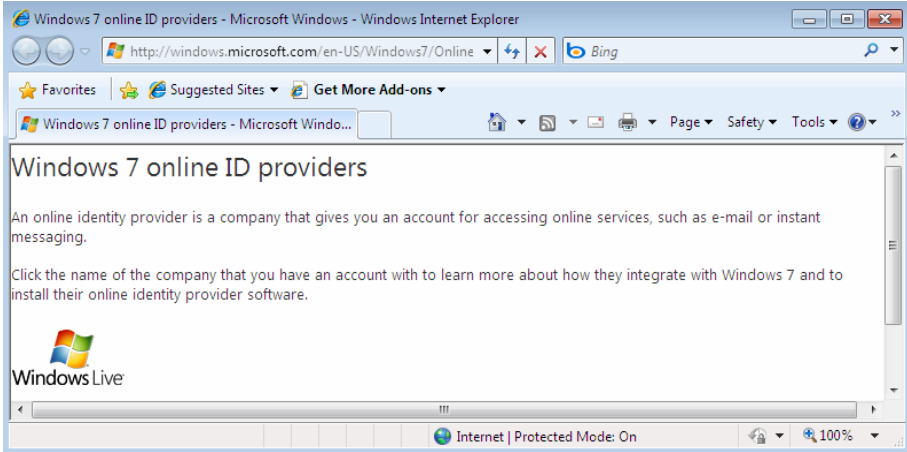 Windows 7 online ID providers - Microsoft Windows - Windows Internet Explorer
http://windows.microsoft.com/en-US/Windows7/Online
Bing
Favorites Suggested Sites Get More Add-ons
Windows 7 online ID providers - Microsoft Windo...
Page Safety Tools »
Windows 7 online ID providers
An online identity provider is a company that gives you an account for accessing online services, such as e-mail or instant
messaging.
Click the name of the company that you have an account with to learn more about how they integrate with Windows 7 and to
install their online identity provider software.
Windows Live
Internet | Protected Mode: On 100%